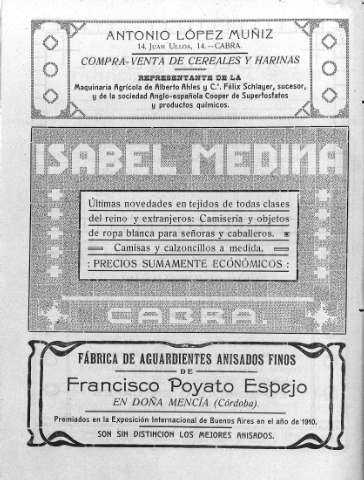 ANTONIO LÓPEZ MUÑIZ
14, JUAN ULLOA, 14.—CABRA.
COMPRA-VENTA DE CEREALES Y HARINAS
REPRESENTANTE DE LA
Maquinaria Agrícola de Alberto Ahles y C.ª. Félix Schlayer, sucesor,
y de la sociedad Anglo-española Cooper de Superfosfatos
y productos químicos.
ISABEL MEDINA
Últimas novedades en tejidos de todas clases
del reino y extranjeros: Camisería y objetos
de ropa blanca para señoras y caballeros.
Camisas y calzoncillos a medida.
: PRECIOS SUMAMENTE ECONÓMICOS :
CABRA.
FÁBRICA DE AGUARDIENTES ANISADOS FINOS
DE
Francisco Poyato Espejo
EN DOÑA MENCÍA (Córdoba).
Premiados en la Exposición Internacional de Buenos Aires en el año de 1910.
SON SIN DISTINCION LOS MEJORES ANISADOS.